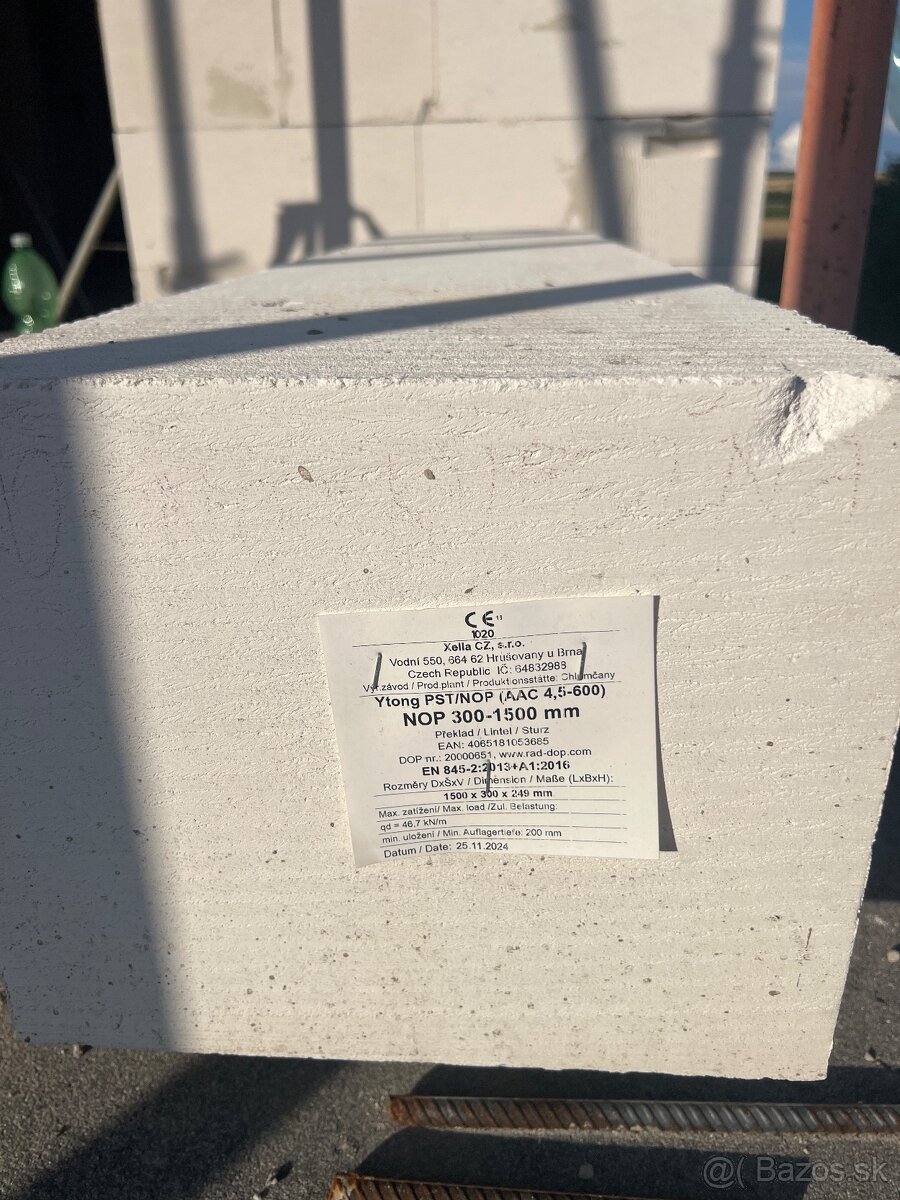 CE 13
1020
Xella CZ, s.r.o.
Vodní 550, 664 62 Hrušovany u Brna
Czech Republic IČ: 64832988
Výr.závod / Prod.plant / Produktionsstätte: Chlumčany
Ytong PST/NOP (AAC 4,5-600)
NOP 300-1500 mm
Překlad / Lintel / Sturz
EAN: 4065181053685
DOP nr.: 20000651, www.rad-dop.com
EN 845-2:2013+A1:2016
Rozměry DxŠxV / Dimension / Maße (LxBxH):
1500 x 300 x 249 mm
Max. zatížení/ Max. load /Zul. Belastung:
qd = 46,7 kN/m
min. uložení / Min. Auflagertiefe: 200 mm
Datum / Date: 25.11.2024
@( Bazos.sk